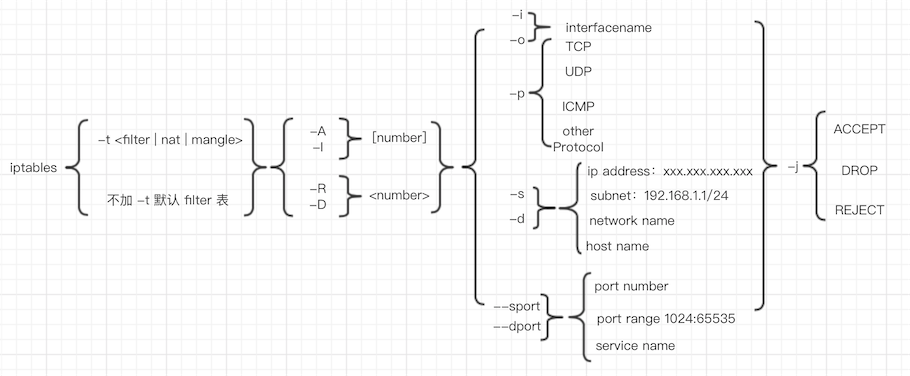 iptables
-t <filter | nat | mangle>
不加 -t 默认 filter 表
-A
-I
[number]
-R
-D
<number>
-i
-o
interfacename
-p
TCP
UDP
ICMP
other
Protocol
-s
-d
ip address：xxx.xxx.xxx.xxx
subnet：192.168.1.1/24
network name
host name
--sport
--dport
port number
port range 1024:65535
service name
-j
ACCEPT
DROP
REJECT